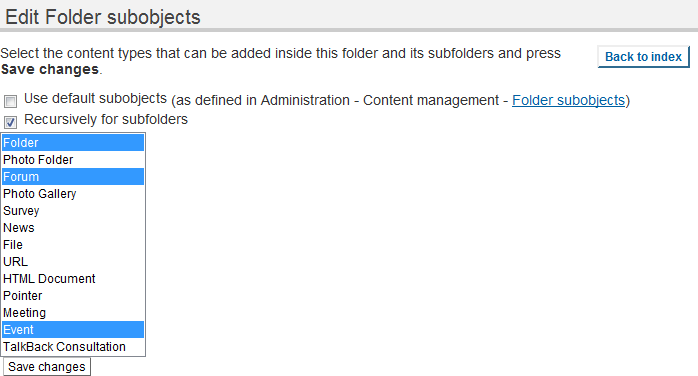 Edit Folder subobjects
Select the content types that can be added inside this folder and its subfolders and press
Save changes.
Back to index
Use default subobjects (as defined in Administration - Content management - Folder subobjects)
Recursively for subfolders
Folder
Photo Folder
Forum
Photo Gallery
Survey
News
File
URL
HTML Document
Pointer
Meeting
Event
TalkBack Consultation
Save changes